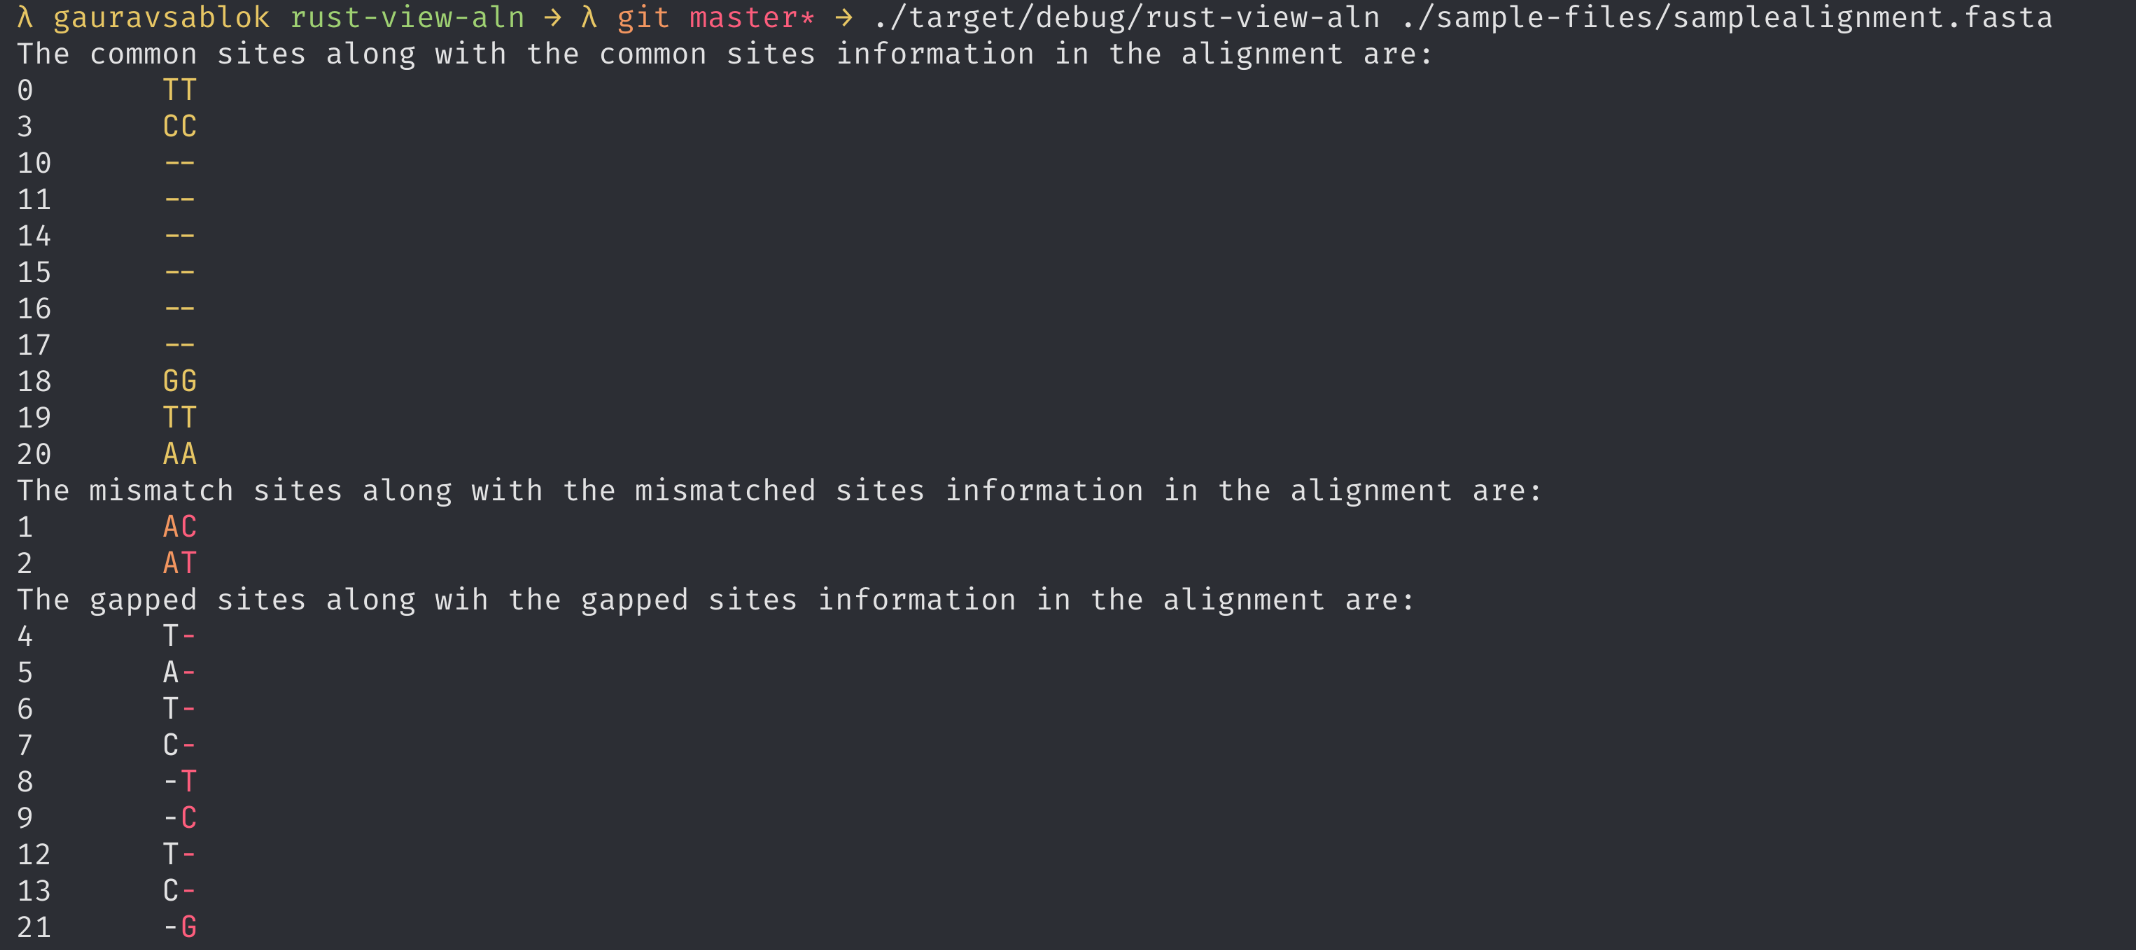 λ gauravsablok rust-view-aln → λ git master* → ./target/debug/rust-view-aln ./sample-files/samplealignment.fasta
The common sites along with the common sites information in the alignment are:
0 TT
3 CC
10 --
11 --
14 --
15 --
16 --
17 --
18 GG
19 TT
20 AA
The mismatch sites along with the mismatched sites information in the alignment are:
1 AC
2 AT
The gapped sites along wih the gapped sites information in the alignment are:
4 T-
5 A-
6 T-
7 C-
8 -T
9 -C
12 T-
13 C-
21 -G